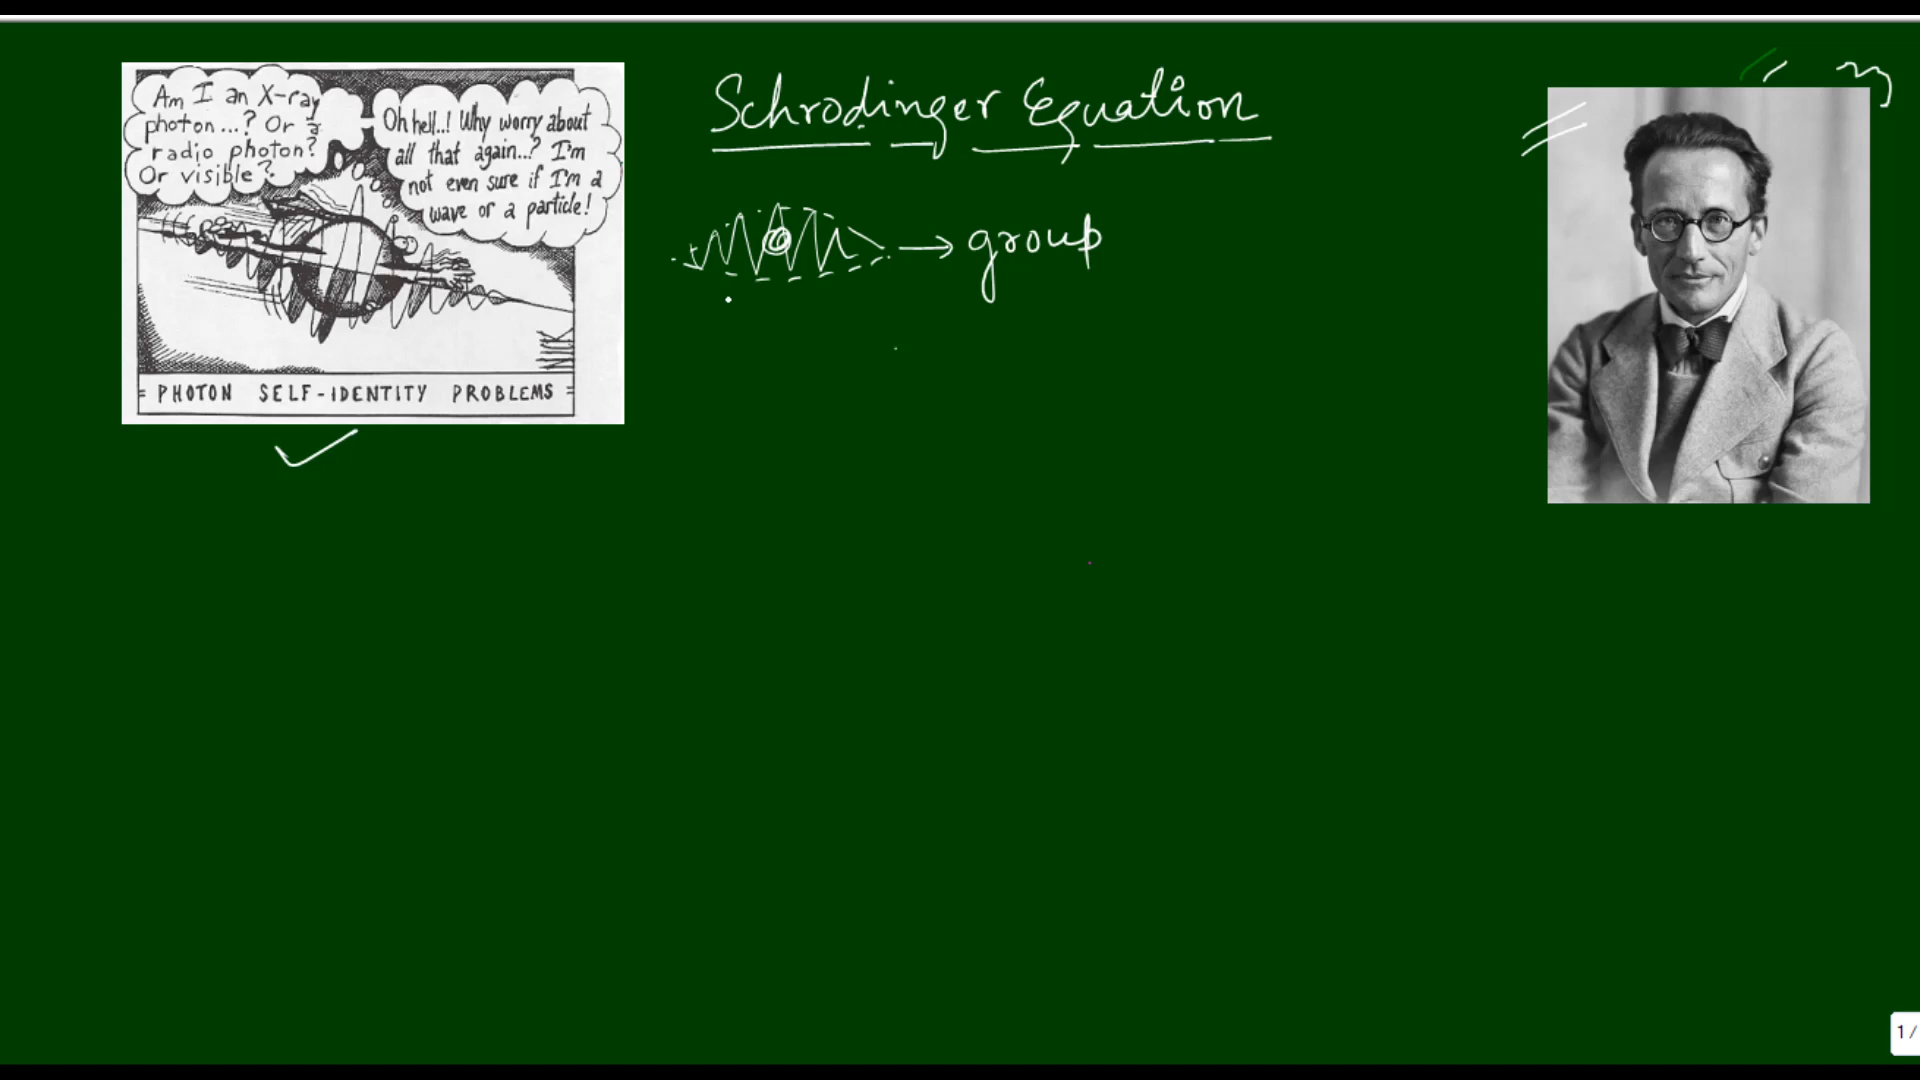 Am I an X-ray
photon...? Or a
radio photon?
Or visible?
Oh hell..! Why worry about
all that again...? I'm
not even sure if I'm a
wave or a particle!
PHOTON SELF-IDENTITY PROBLEMS
Schrodinger Equation
→ group
1 /